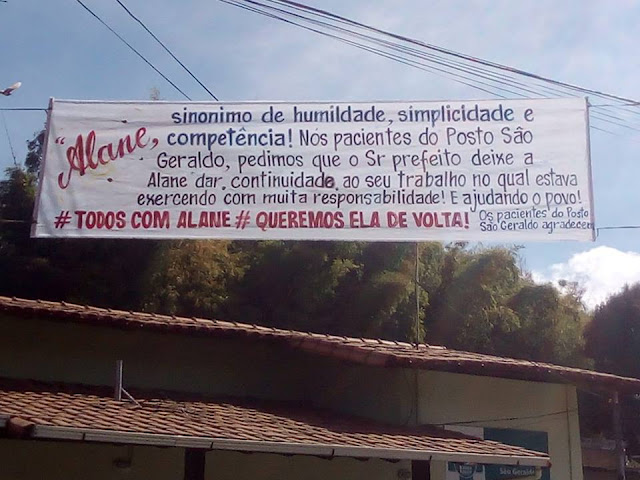 "Alane, sinonimo de humildade, simplicidade e
competência! Nós pacientes do Posto São
Geraldo, pedimos que o Sr prefeito deixe a
Alane dar, continuidade, ao seu trabalho no qual estava
exercendo com muita responsabilidade! E ajudando o povo!
# TODOS COM ALANE # QUEREMOS ELA DE VOLTA! Os pacientes do Posto
São Geraldo agradecem
São Geraldo